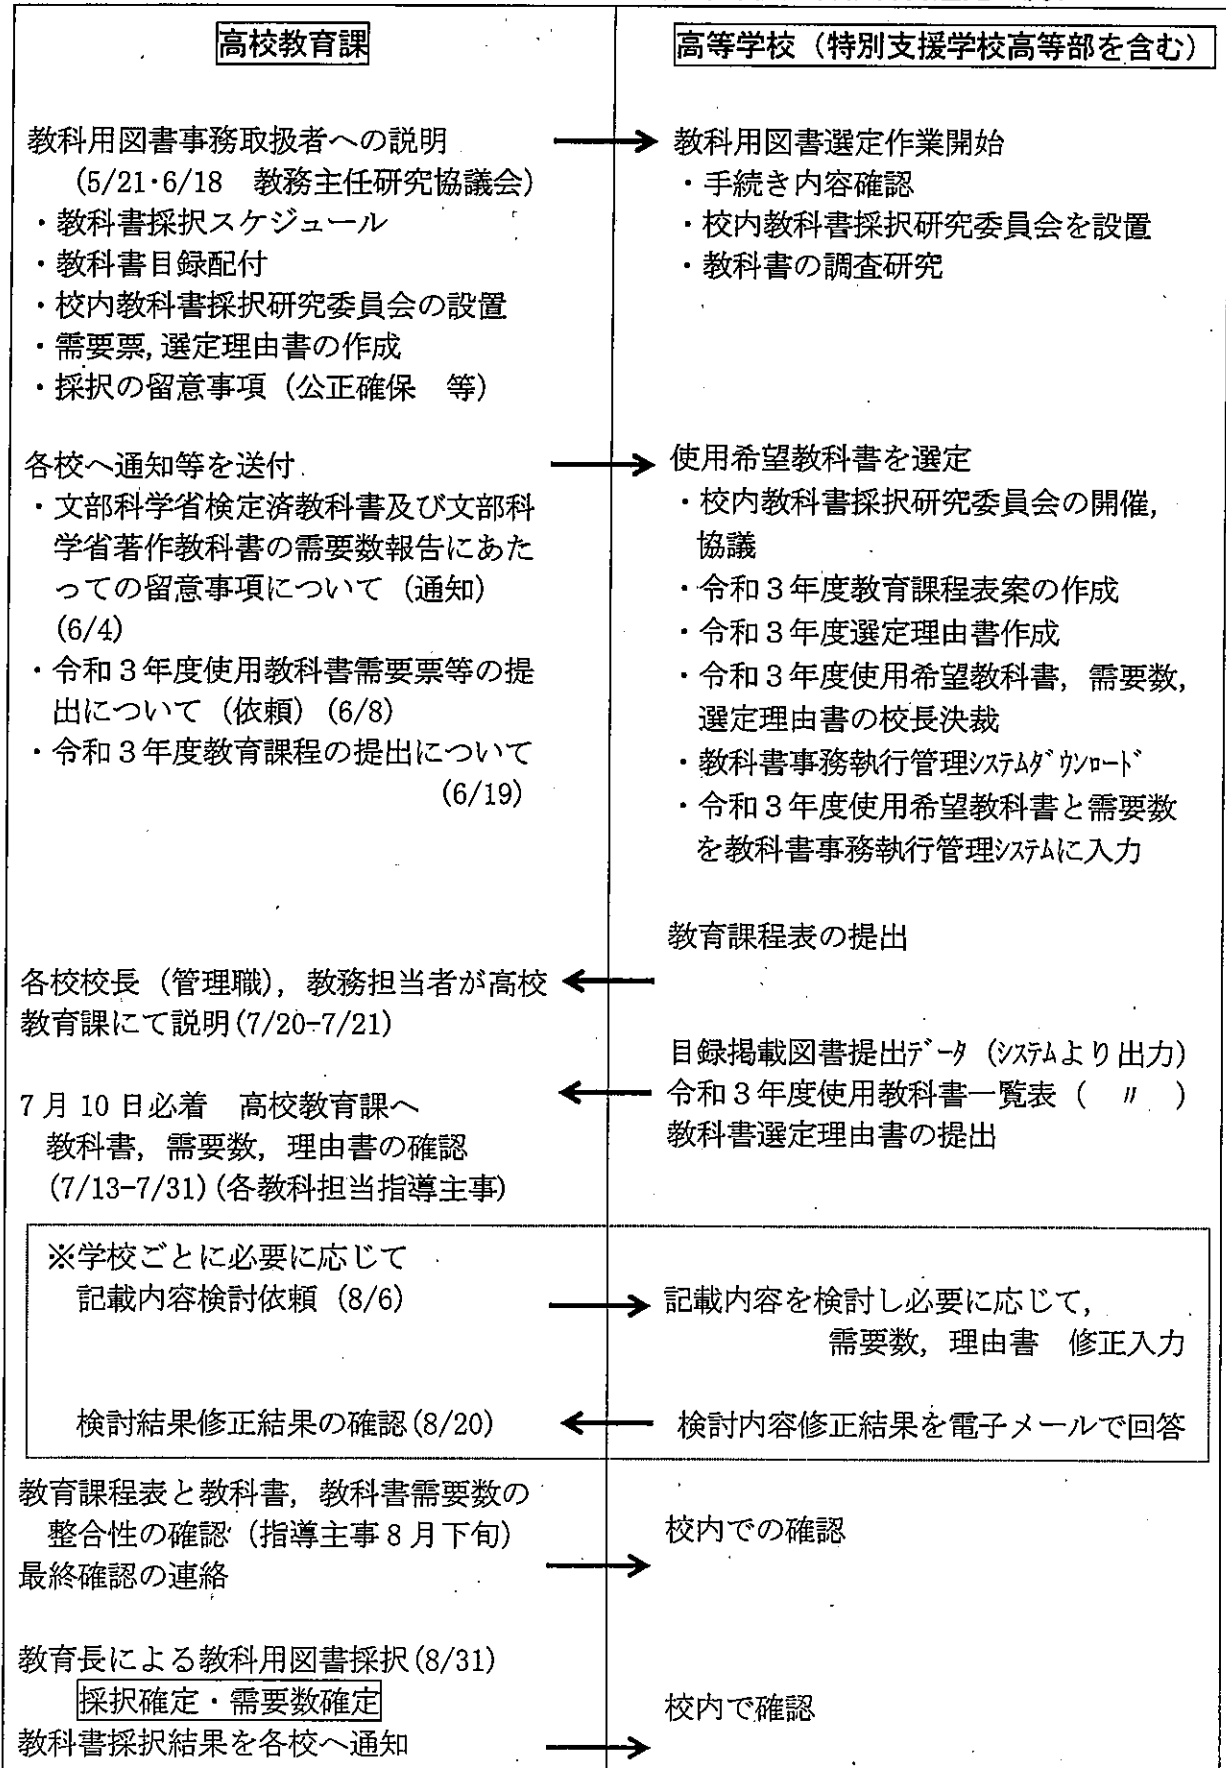 高校教育課
高等学校（特別支援学校高等部を含む）
教科用図書事務取扱者への説明
(5/21・6/18　教務主任研究協議会)
・教科書採択スケジュール
・教科書目録配付
・校内教科書採択研究委員会の設置
・需要票,選定理由書の作成
・採択の留意事項（公正確保　等）
教科用図書選定作業開始
・手続き内容確認
・校内教科書採択研究委員会を設置
・教科書の調査研究
各校へ通知等を送付
・文部科学省検定済教科書及び文部科
学省著作教科書の需要数報告にあた
っての留意事項について（通知）
(6/4)
・令和３年度使用教科書需要票等の提
出について（依頼）(6/8)
・令和３年度教育課程の提出について
(6/19)
使用希望教科書を選定
・校内教科書採択研究委員会の開催，
協議
・令和３年度教育課程表案の作成
・令和３年度選定理由書作成
・令和３年度使用希望教科書，需要数，
選定理由書の校長決裁
・教科書事務執行管理ｼｽﾃﾑﾀﾞｳﾝﾛｰﾄﾞ
・令和３年度使用希望教科書と需要数
を教科書事務執行管理ｼｽﾃﾑに入力
教育課程表の提出
各校校長（管理職），教務担当者が高校
教育課にて説明(7/20-7/21)
目録掲載図書提出ﾃﾞｰﾀ（ｼｽﾃﾑより出力）
令和３年度使用教科書一覧表（　〃　）
教科書選定理由書の提出
7月10日必着　高校教育課へ
教科書，需要数，理由書の確認
(7/13-7/31)(各教科担当指導主事)
※学校ごとに必要に応じて
記載内容検討依頼（8/6）
記載内容を検討し必要に応じて，
需要数，理由書　修正入力
検討結果修正結果の確認(8/20)
検討内容修正結果を電子メールで回答
教育課程表と教科書，教科書需要数の
整合性の確認（指導主事８月下旬）
最終確認の連絡
校内での確認
教育長による教科用図書採択(8/31)
採択確定・需要数確定
教科書採択結果を各校へ通知
校内で確認